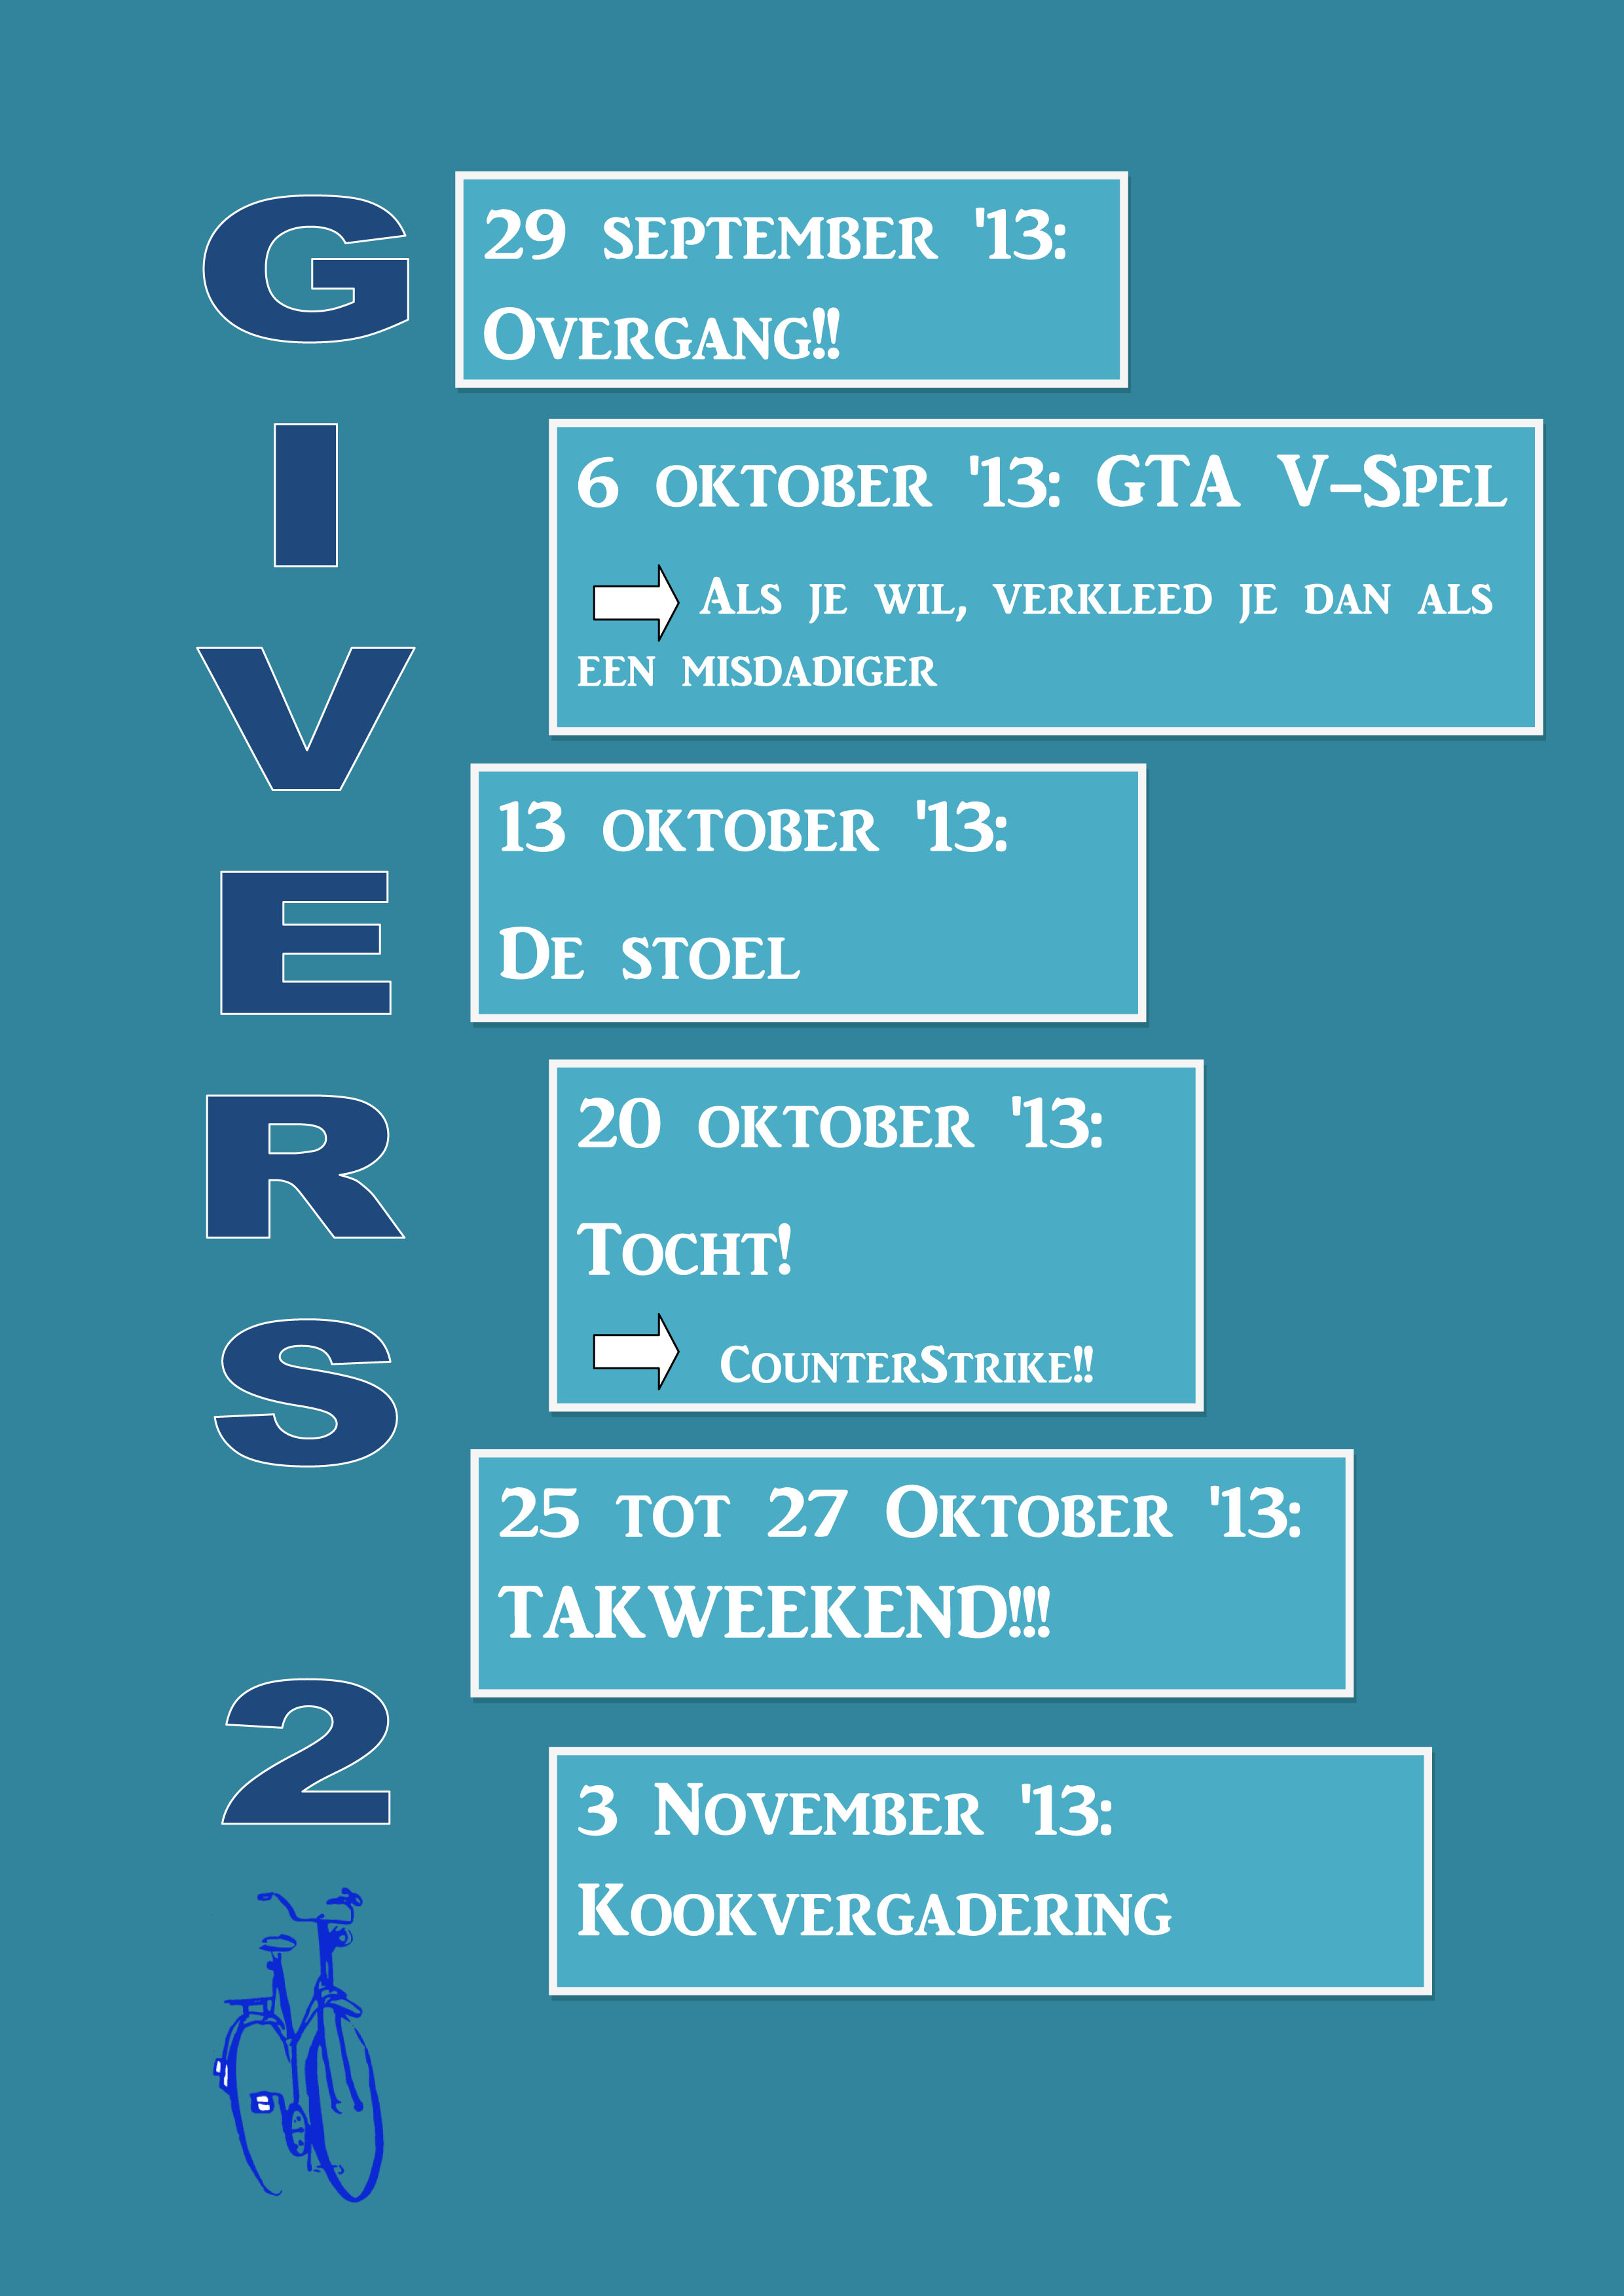 GIVERS 2
29 september '13:
Overgang!!
6 oktober '13: GTA V-Spel
Als je wil, verkleed je dan als
een misdadiger
13 oktober '13:
De stoel
20 oktober '13:
Tocht!
CounterStrike!!
25 tot 27 Oktober '13:
TAKWEEKEND!!!
3 November '13:
Kookvergadering